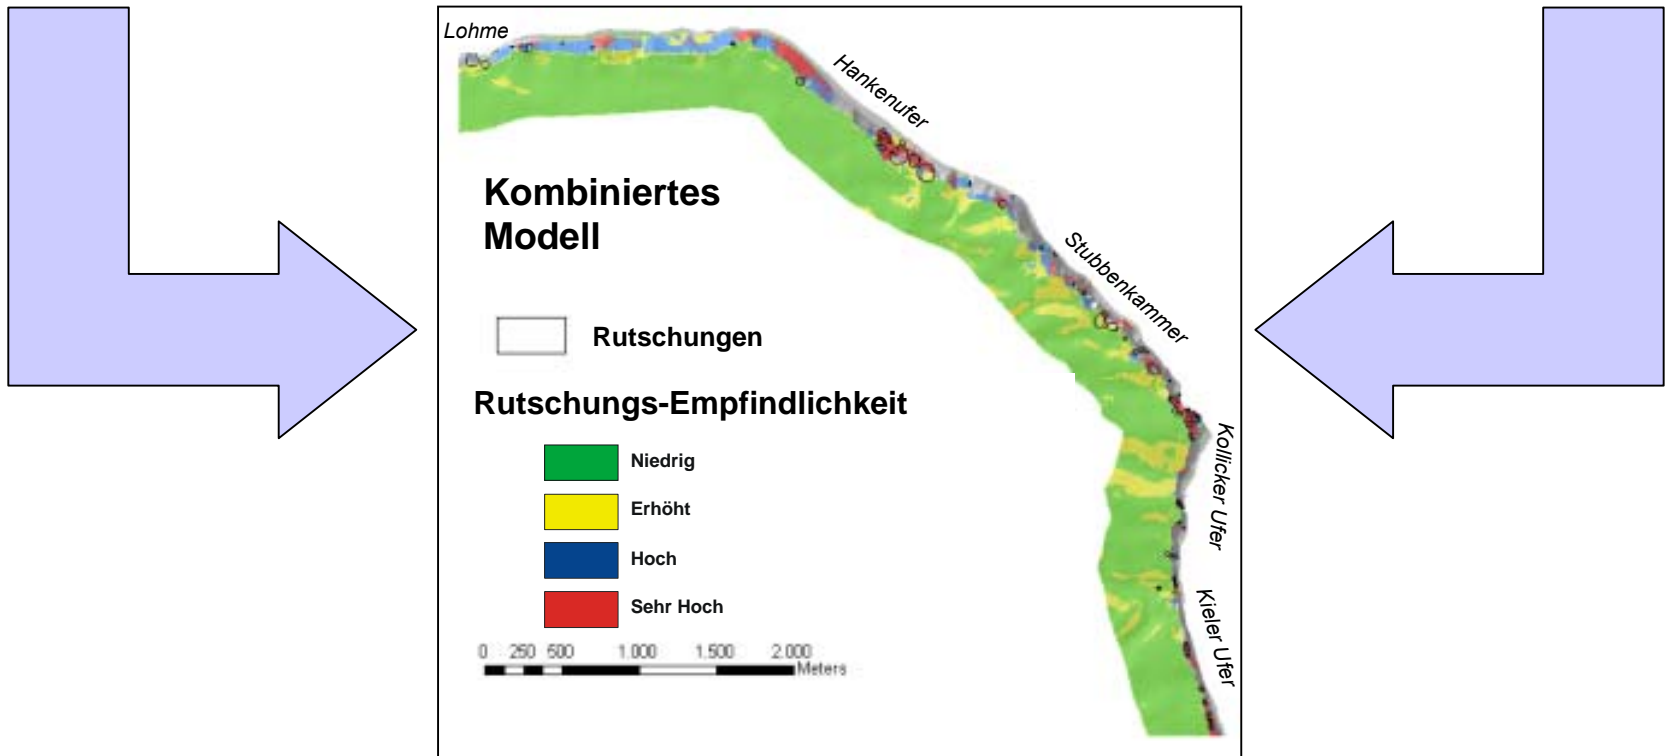 Lohme
Hankenufer
Kombiniertes
Modell
Stubbenkammer
Rutschungen
Rutschungs-Empfindlichkeit
Kollicker Ufer
Niedrig
Erhöht
Hoch
Kieler Ufer
Sehr Hoch
0 250 500 1.000 1.500 2.000
Meters